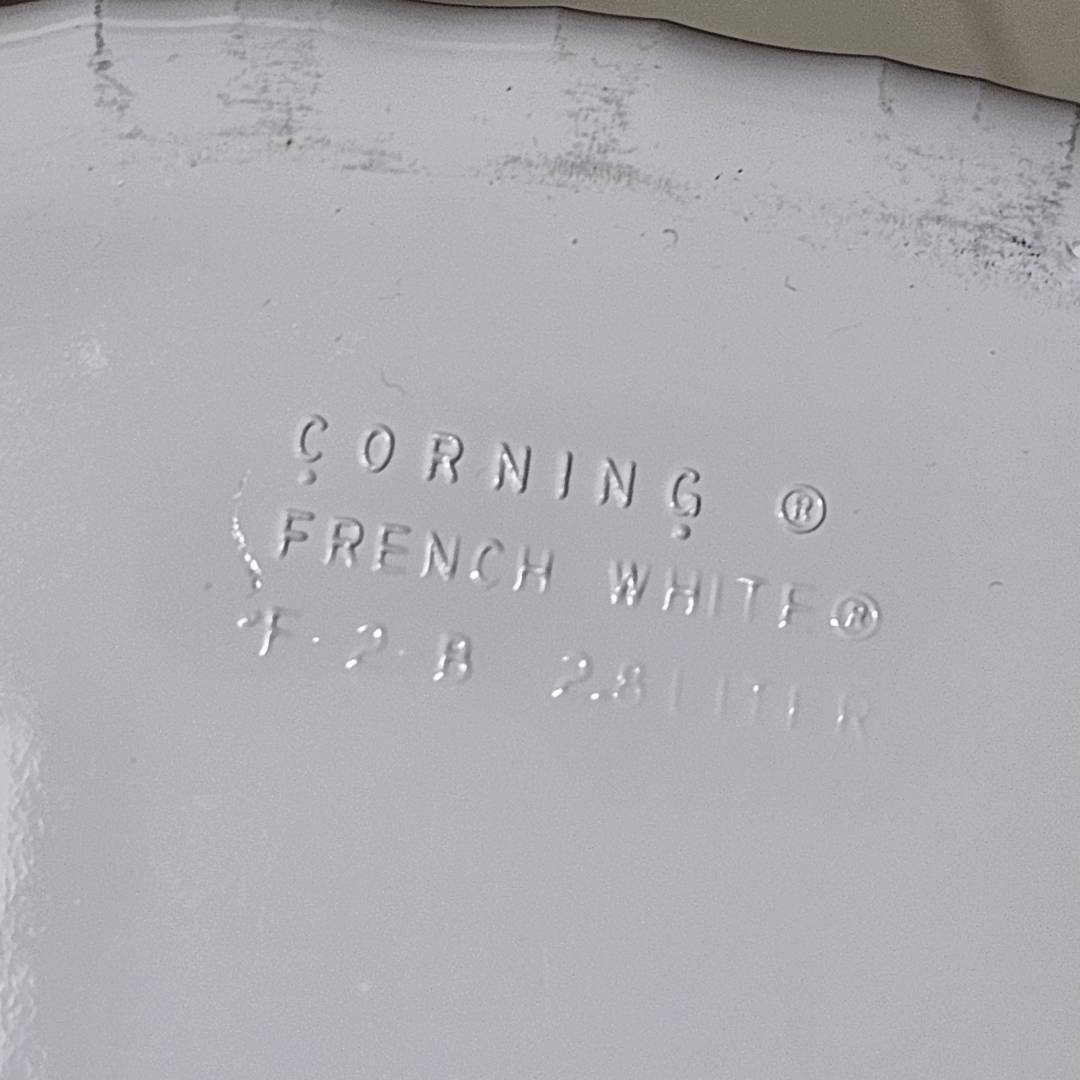 CORNING ®
FRENCH WHITE®
F·2·B 2.8 LITER